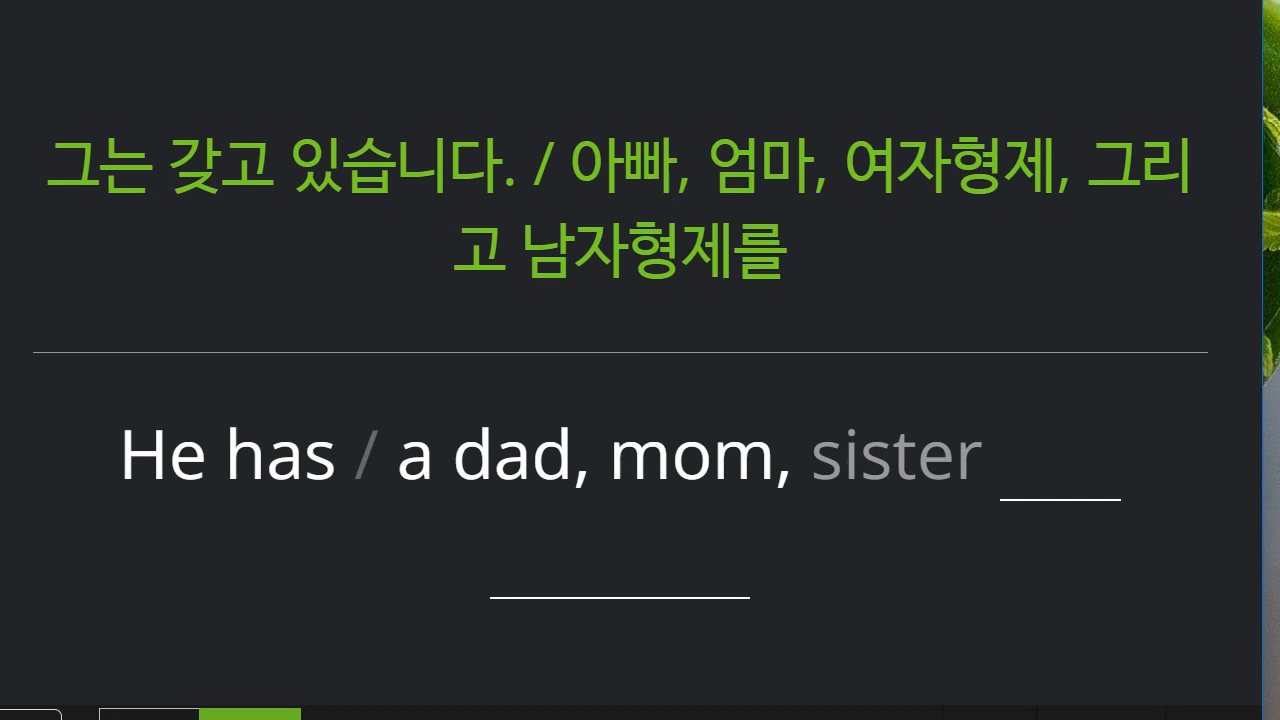 그는 갖고 있습니다. / 아빠, 엄마, 여자형제, 그리
고 남자형제를
He has / a dad, mom, sister